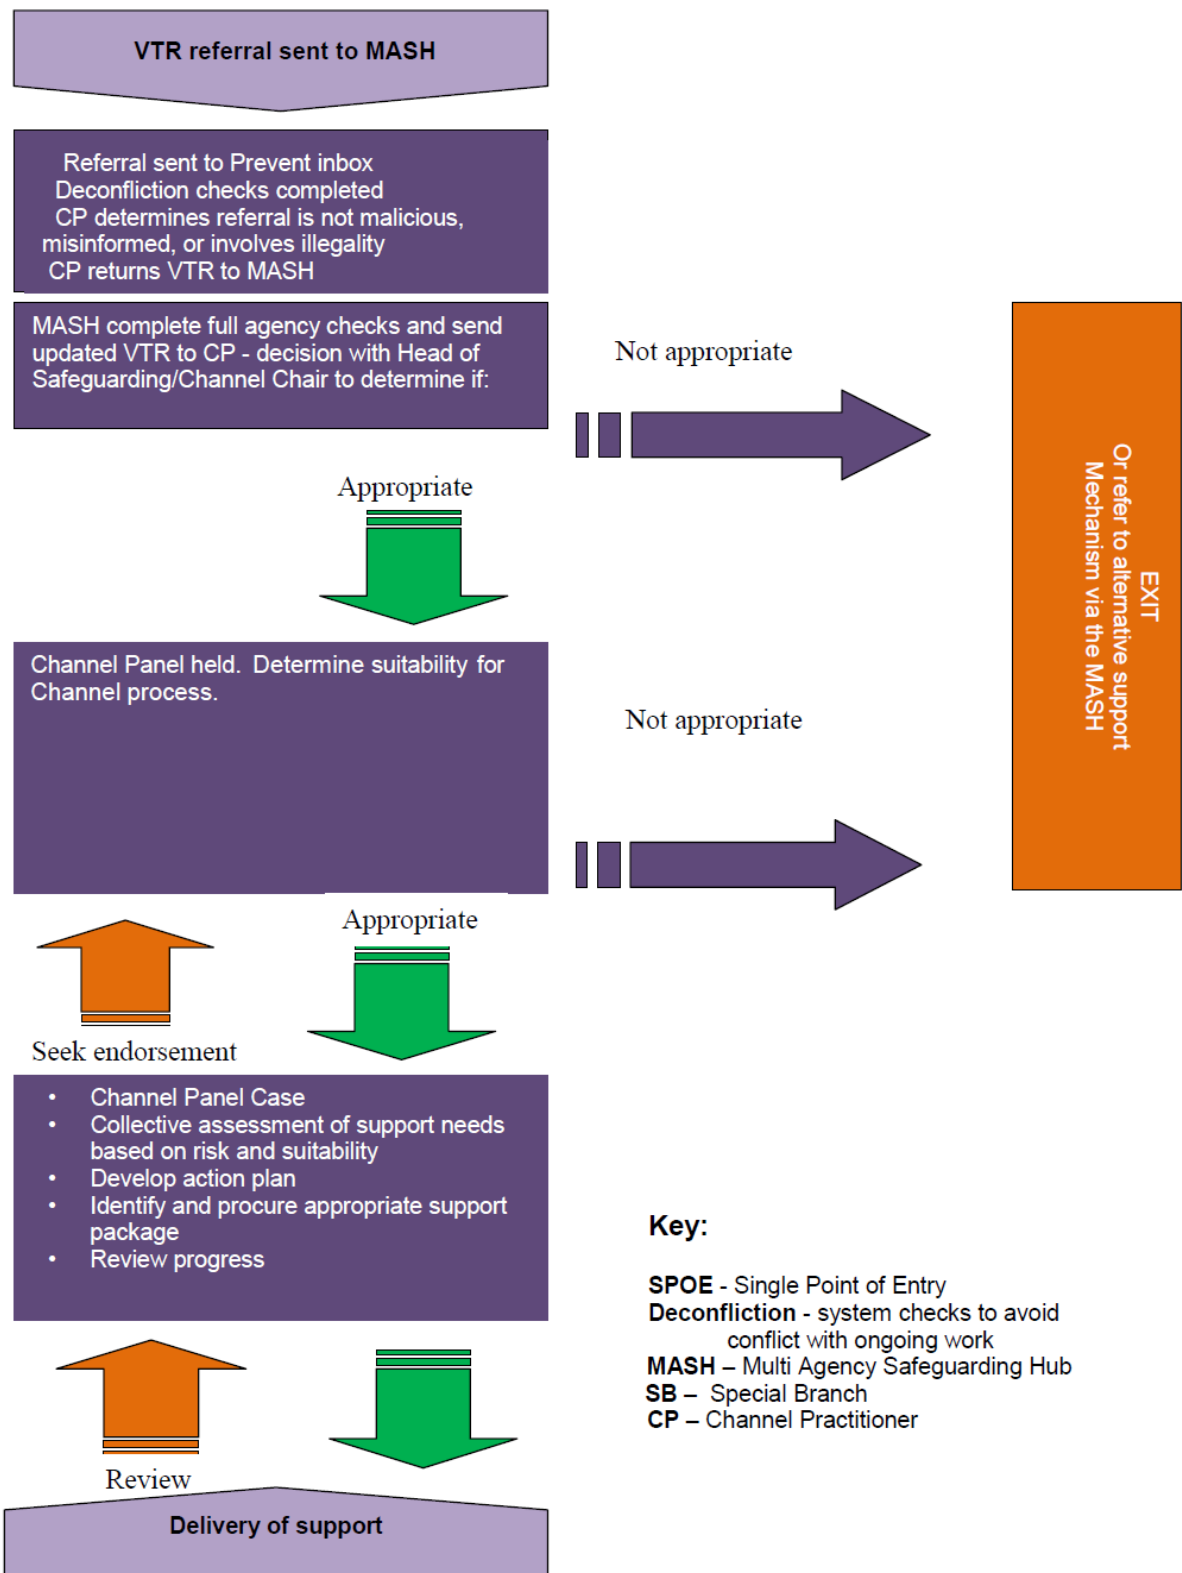 VTR referral sent to MASH
Referral sent to Prevent inbox
Deconfliction checks completed
CP determines referral is not malicious,
misinformed, or involves illegality
CP returns VTR to MASH
MASH complete full agency checks and send
updated VTR to CP - decision with Head of
Safeguarding/Channel Chair to determine if:
Not appropriate
Appropriate
EXIT
Or refer to alternative support
Mechanism via the MASH
Channel Panel held. Determine suitability for
Channel process.
Not appropriate
Appropriate
Seek endorsement
• Channel Panel Case
• Collective assessment of support needs
based on risk and suitability
• Develop action plan
• Identify and procure appropriate support
package
• Review progress
Key:
SPOE - Single Point of Entry
Deconfliction - system checks to avoid
conflict with ongoing work
MASH – Multi Agency Safeguarding Hub
SB – Special Branch
CP – Channel Practitioner
Review
Delivery of support